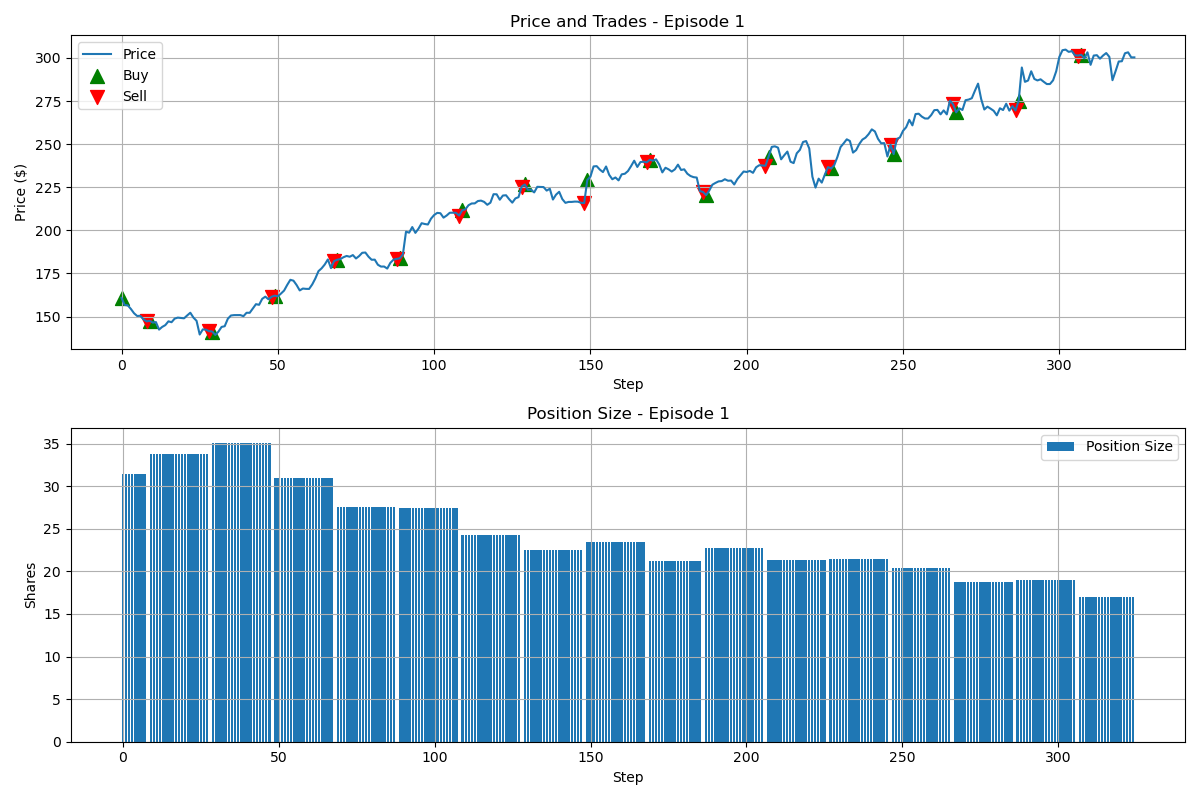 Price and Trades - Episode 1
Price
Buy
Sell
Price ($)
300
275
250
225
200
175
150
0 50 100 150 200 250 300
Step
Position Size - Episode 1
Position Size
Shares
35
30
25
20
15
10
5
0
0 50 100 150 200 250 300
Step